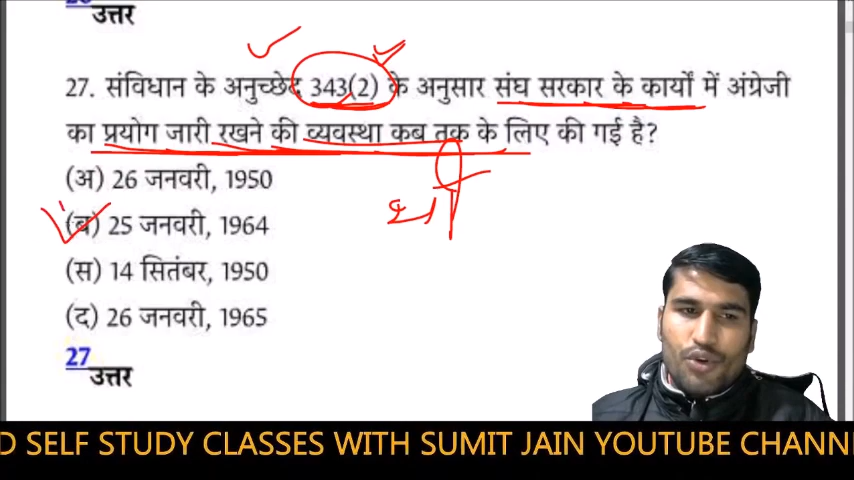 उत्तर
27. संविधान के अनुच्छेद 343(2) के अनुसार संघ सरकार के कार्यों में अंग्रेजी
का प्रयोग जारी रखने की व्यवस्था कब तक के लिए की गई है?
(अ) 26 जनवरी, 1950
(ब) 25 जनवरी, 1964
(स) 14 सितंबर, 1950
(द) 26 जनवरी, 1965
27
उत्तर
D SELF STUDY CLASSES WITH SUMIT JAIN YOUTUBE CHANN